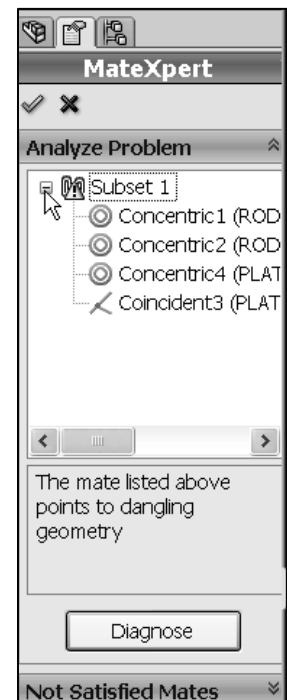 MateXpert
Analyze Problem
Subset 1
Concentric1 (ROD
Concentric2 (ROD
Concentric4 (PLAT
Coincident3 (PLAT
The mate listed above
points to dangling
geometry
Diagnose
Not Satisfied Mates